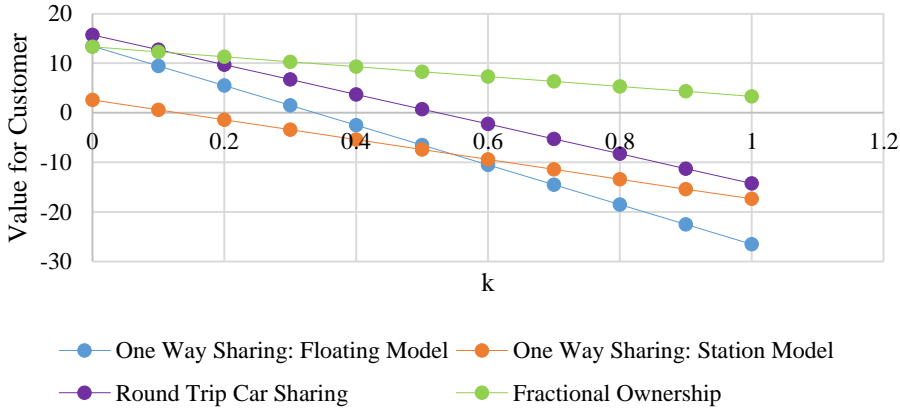 20
10
0
-10
-20
-30
Value for Customer
0 0.2 0.4 0.6 0.8 1 1.2
k
One Way Sharing: Floating Model One Way Sharing: Station Model
Round Trip Car Sharing Fractional Ownership